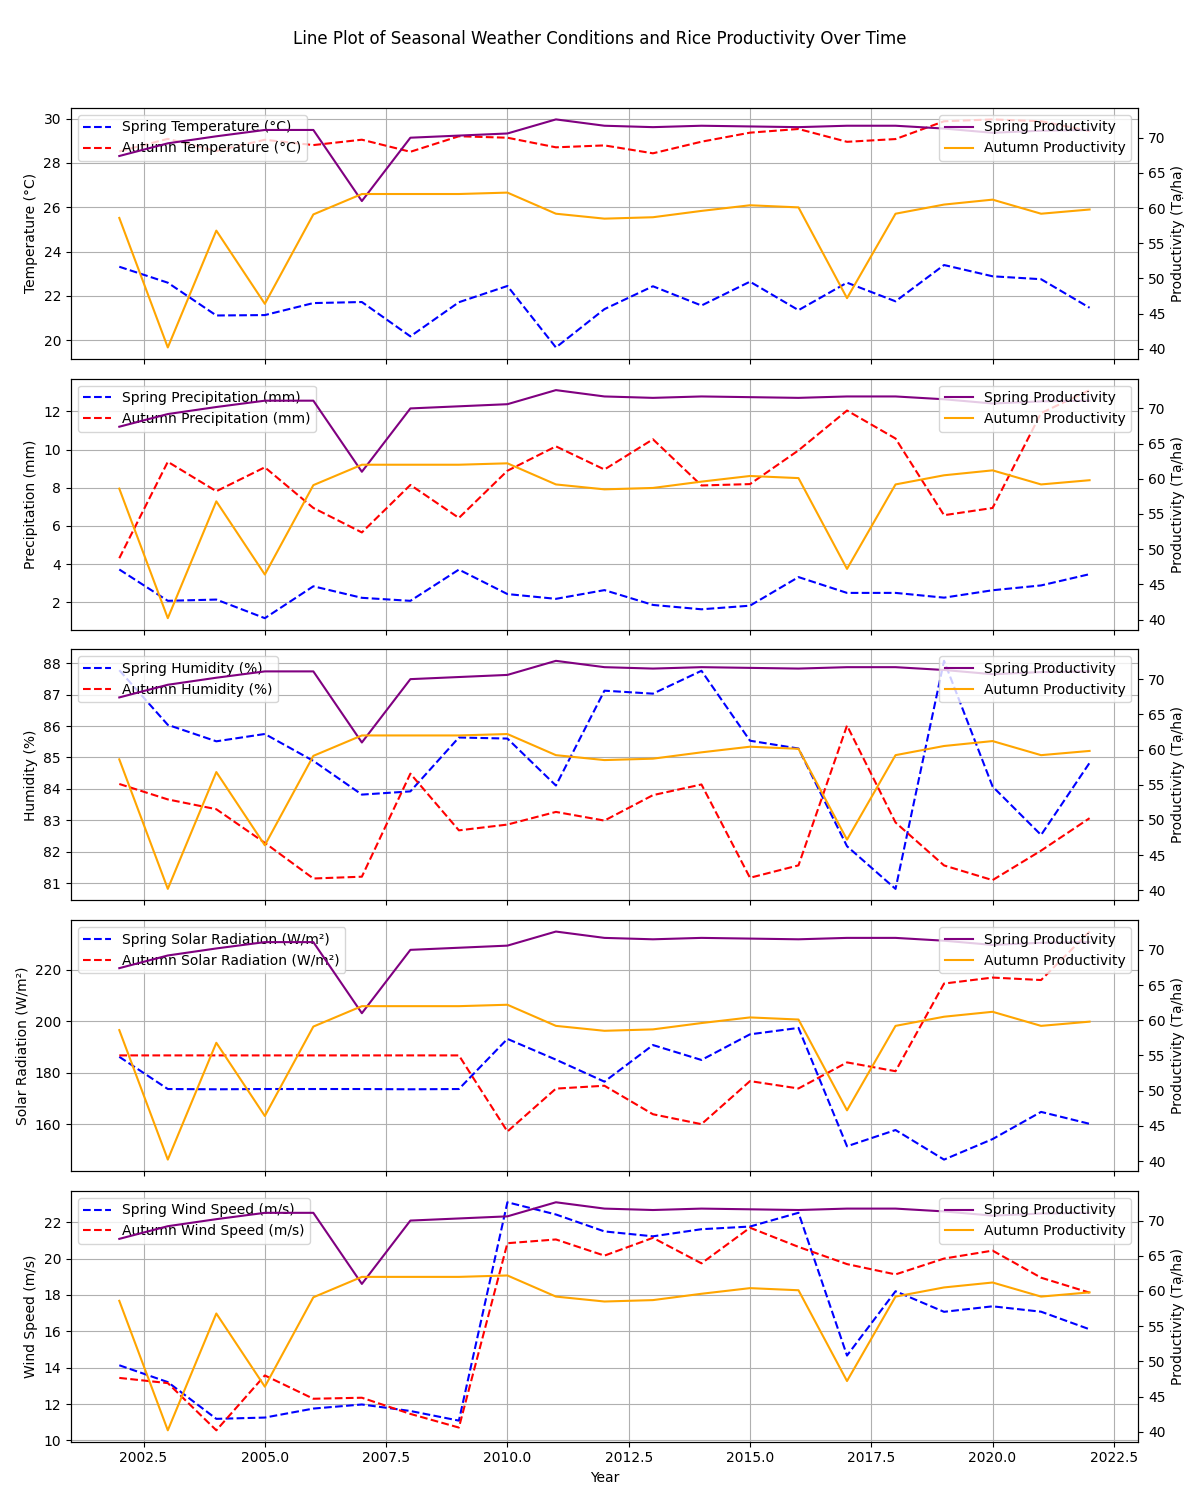 Line Plot of Seasonal Weather Conditions and Rice Productivity Over Time
Spring Temperature (°C)
Autumn Temperature (°C)
Spring Productivity
Autumn Productivity
Temperature (°C)
30
28
26
24
22
20
70
65
60
55
50
45
40
Productivity (Tạ/ha)
Spring Precipitation (mm)
Autumn Precipitation (mm)
Spring Productivity
Autumn Productivity
Precipitation (mm)
12
10
8
6
4
2
70
65
60
55
50
45
40
Productivity (Tạ/ha)
Spring Humidity (%)
Autumn Humidity (%)
Spring Productivity
Autumn Productivity
Humidity (%)
88
87
86
85
84
83
82
81
70
65
60
55
50
45
40
Productivity (Tạ/ha)
Spring Solar Radiation (W/m²)
Autumn Solar Radiation (W/m²)
Spring Productivity
Autumn Productivity
Solar Radiation (W/m²)
220
200
180
160
70
65
60
55
50
45
40
Productivity (Tạ/ha)
Spring Wind Speed (m/s)
Autumn Wind Speed (m/s)
Spring Productivity
Autumn Productivity
Wind Speed (m/s)
22
20
18
16
14
12
10
70
65
60
55
50
45
40
Productivity (Tạ/ha)
2002.5 2005.0 2007.5 2010.0 2012.5 2015.0 2017.5 2020.0 2022.5
Year